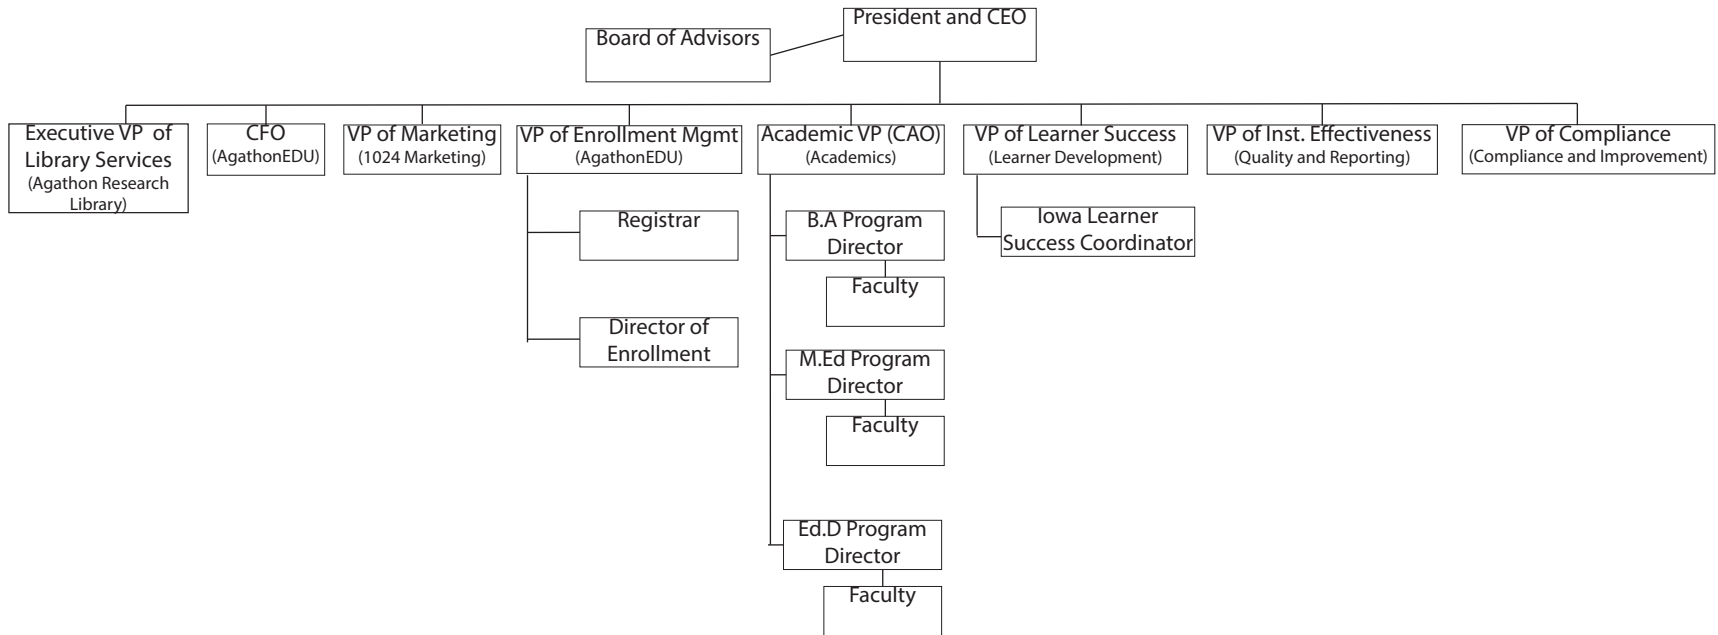 President and CEO
Board of Advisors
Executive VP of
Library Services
(Agathon Research
Library)
CFO
(AgathonEDU)
VP of Marketing
(1024 Marketing)
VP of Enrollment Mgmt
(AgathonEDU)
Academic VP (CAO)
(Academics)
VP of Learner Success
(Learner Development)
VP of Inst. Effectiveness
(Quality and Reporting)
VP of Compliance
(Compliance and Improvement)
Registrar
Director of
Enrollment
B.A Program
Director
Faculty
M.Ed Program
Director
Faculty
Ed.D Program
Director
Faculty
Iowa Learner
Success Coordinator